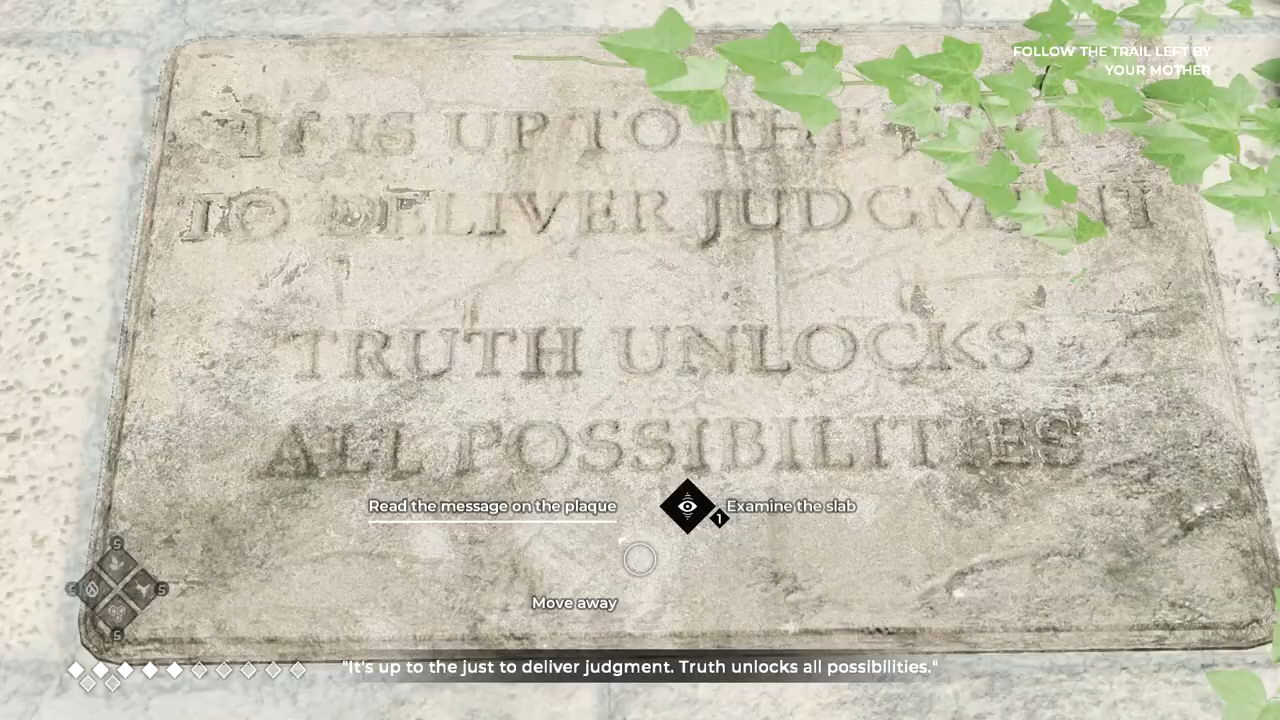 FOLLOW THE TRAIL LEFT BY
YOUR MOTHER
IT IS UP TO THE
TO DELIVER JUDGMENT
TRUTH UNLOCKS
ALL POSSIBILITIES
Read the message on the plaque
1
Examine the slab
Move away
S
S
S
S
"It's up to the just to deliver judgment. Truth unlocks all possibilities."